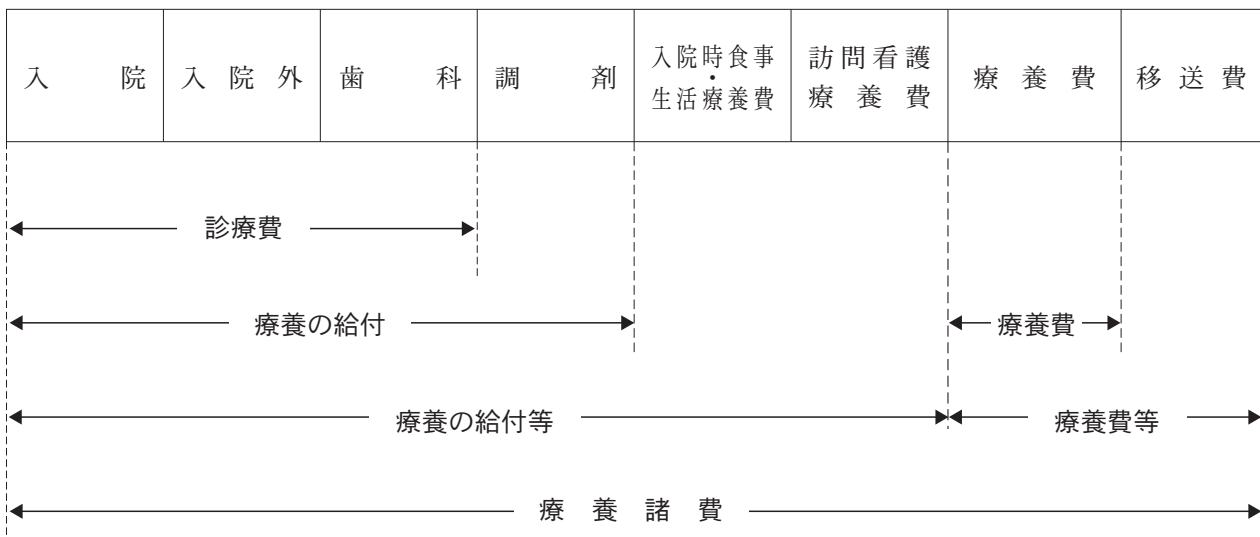 入院
入院外
歯科
調剤
入院時食事
・
生活療養費
訪問看護
療養費
療養費
移送費
診療費
療養の給付
療養費
療養の給付等
療養費等
療養諸費